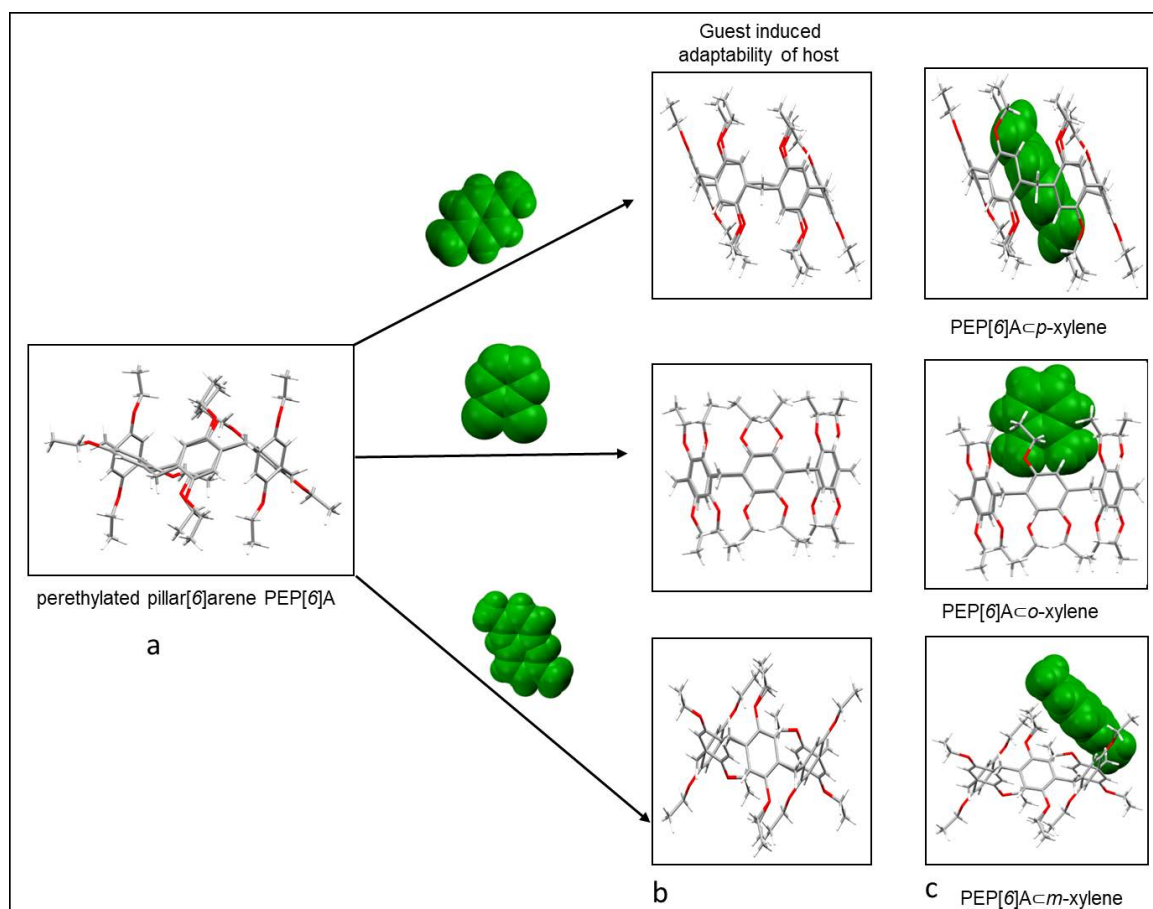 Guest induced
adaptability of host
PEP[6]A⊂p-xylene
perethylated pillar[6]arene PEP[6]A
PEP[6]A⊂o-xylene
a
b
c
PEP[6]A⊂m-xylene